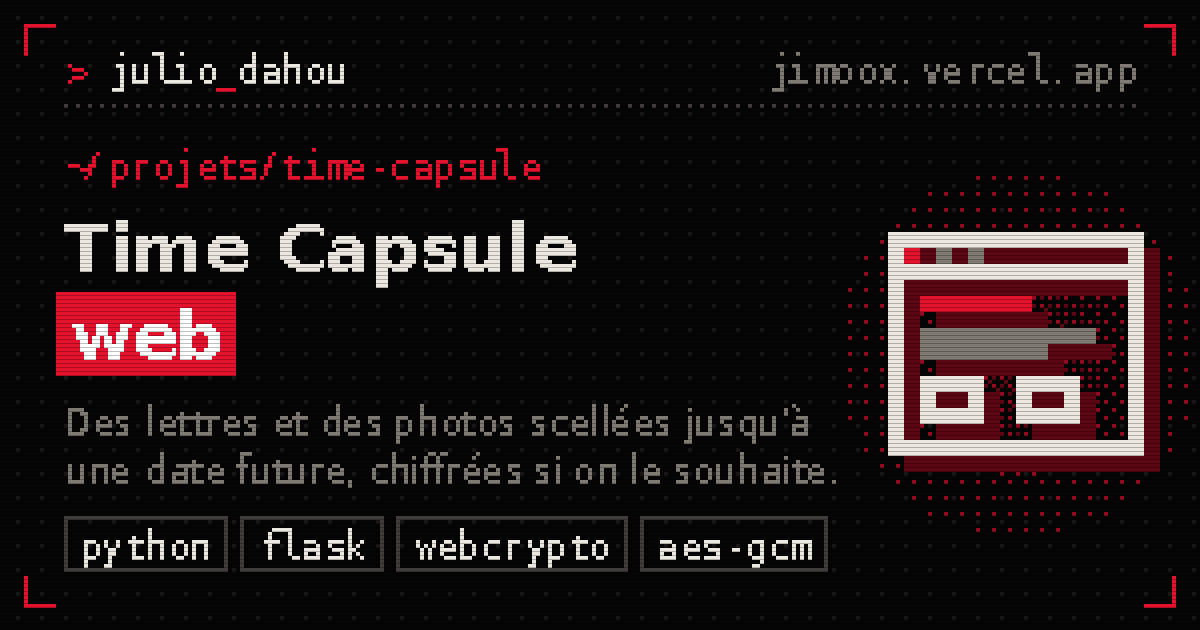 > julio_dahou
jimoox.vercel.app
~/projets/time-capsule
Time Capsule
web
Des lettres et des photos scellées jusqu'à
une date future, chiffrées si on le souhaite.
python
flask
webcrypto
aes-gcm